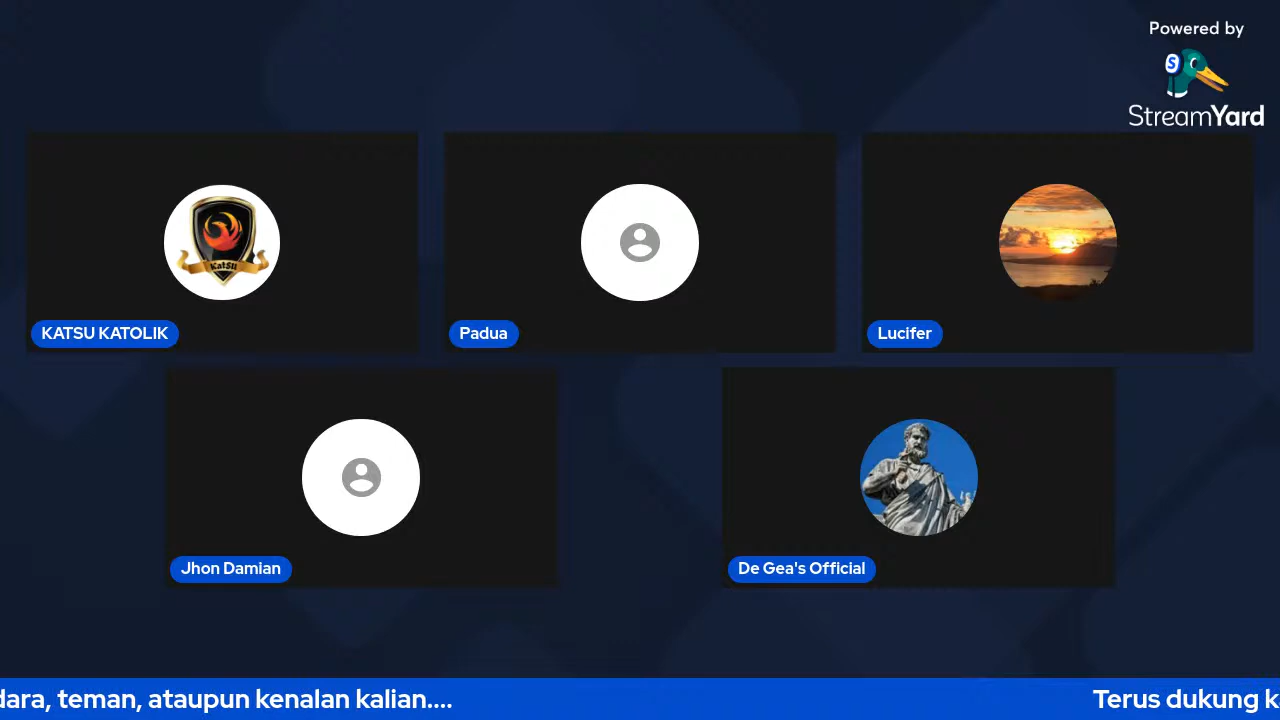 Powered by
S
StreamYard
KatSu
KATSU KATOLIK
Padua
Lucifer
Jhon Damian
De Gea's Official
dara, teman, ataupun kenalan kalian....
Terus dukung k